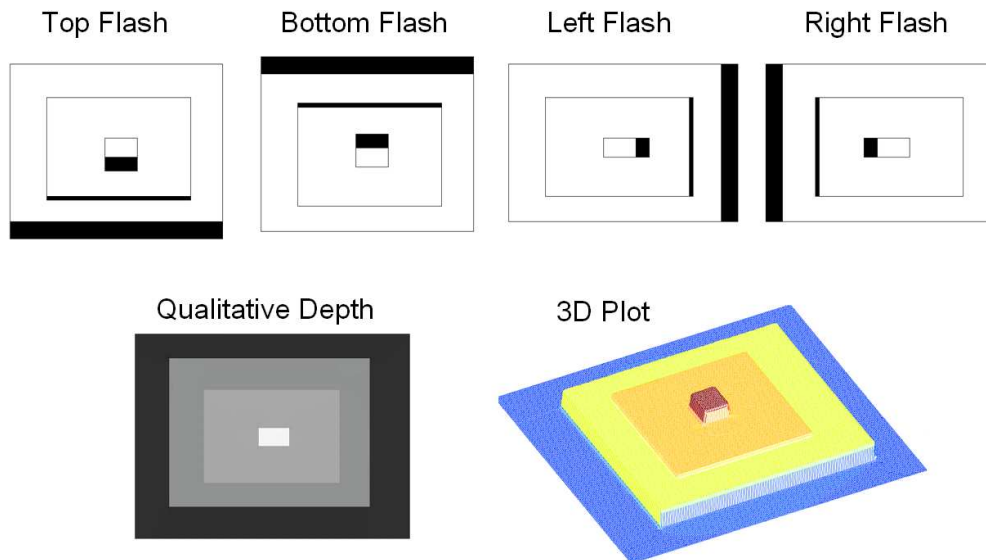 Top Flash
Bottom Flash
Left Flash
Right Flash
Qualitative Depth
3D Plot